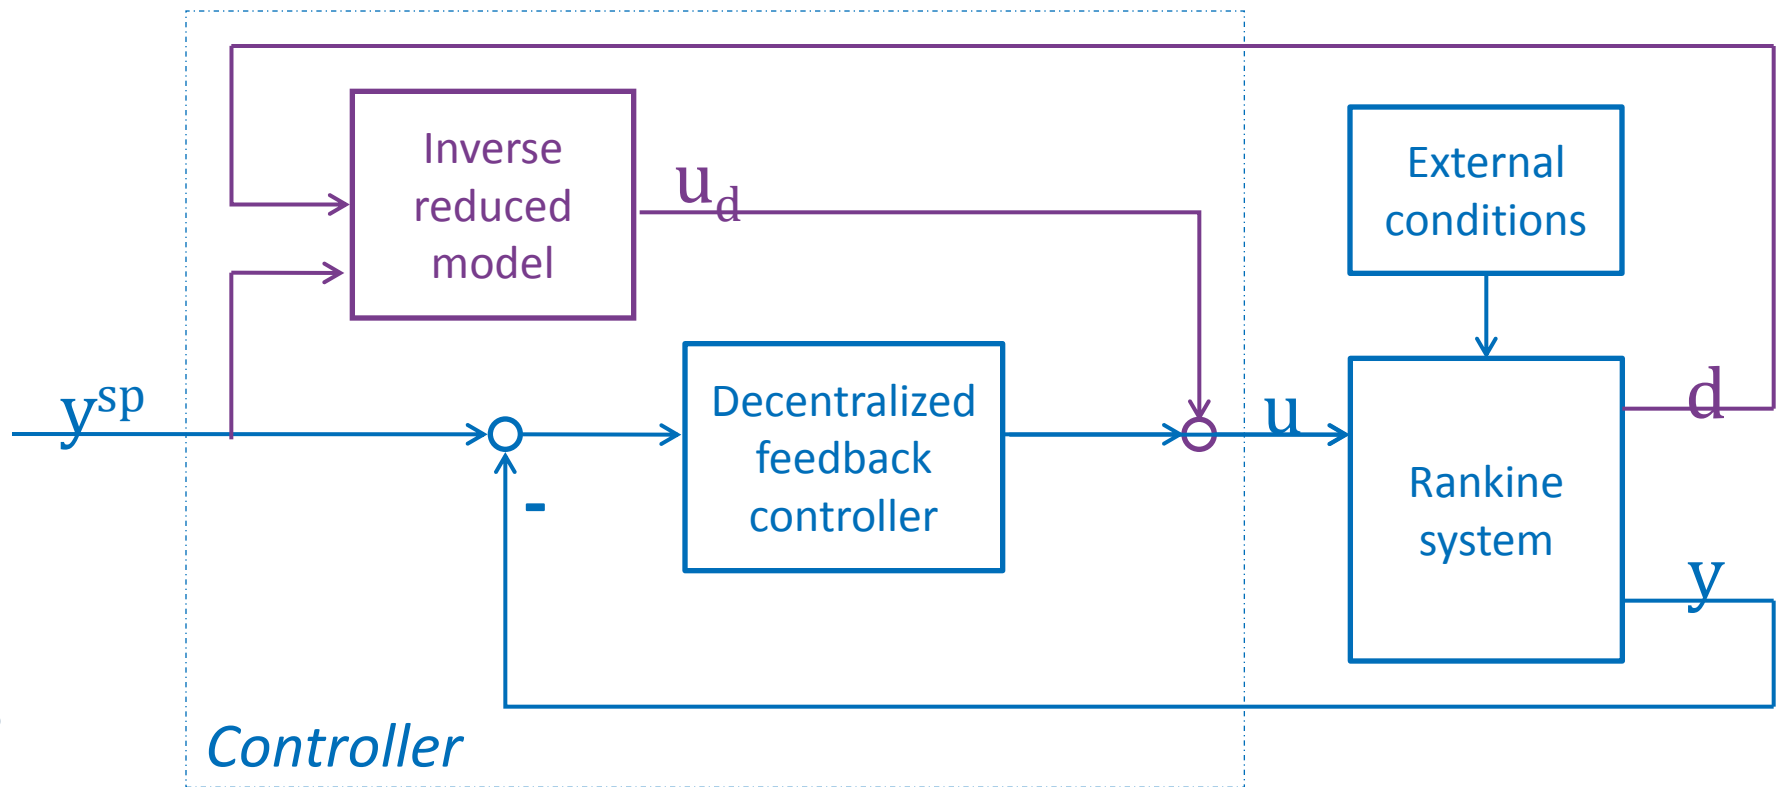 Inverse
reduced
model
u_d
External
conditions
y^sp
-
Decentralized
feedback
controller
u
Rankine
system
d
y
Controller